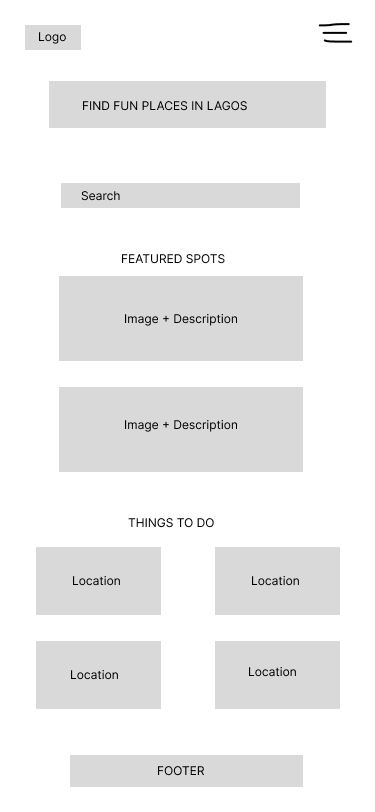 Logo
FIND FUN PLACES IN LAGOS
Search
FEATURED SPOTS
Image + Description
Image + Description
THINGS TO DO
Location
Location
Location
Location
FOOTER